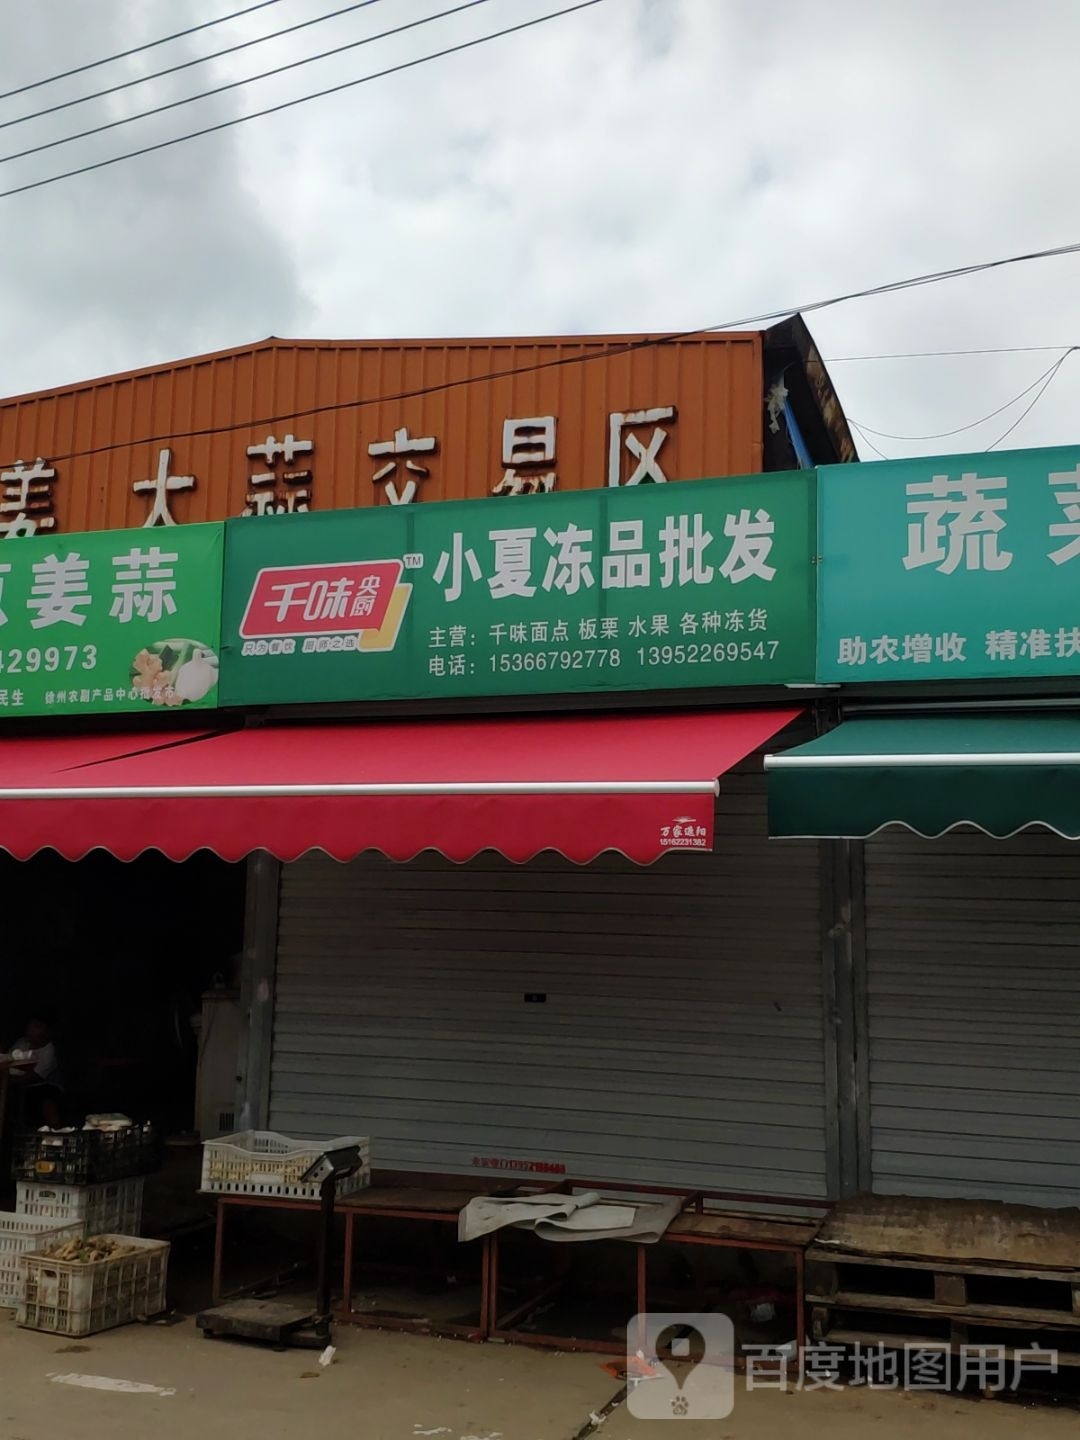 姜大蒜交易区
姜蒜
429973
民生 徐州农副产品中心批发市
千味央厨 TM
只为餐饮 厨师之选
小夏冻品批发
主营：千味面点 板栗 水果 各种冻货
电话：15366792778 13952269547
蔬菜
助农增收 精准扶
万家遮阳
15162231382
百度地图用户